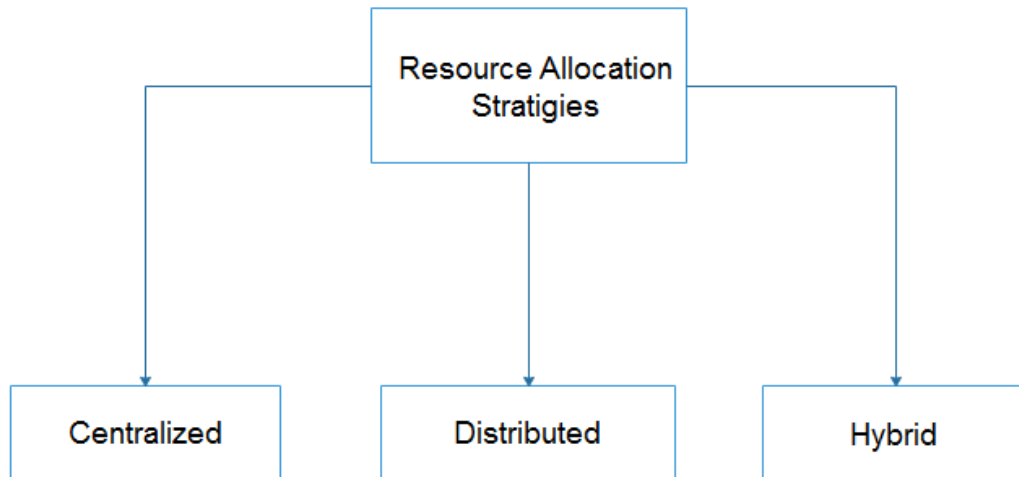 Resource Allocation
Stratigies
Centralized
Distributed
Hybrid